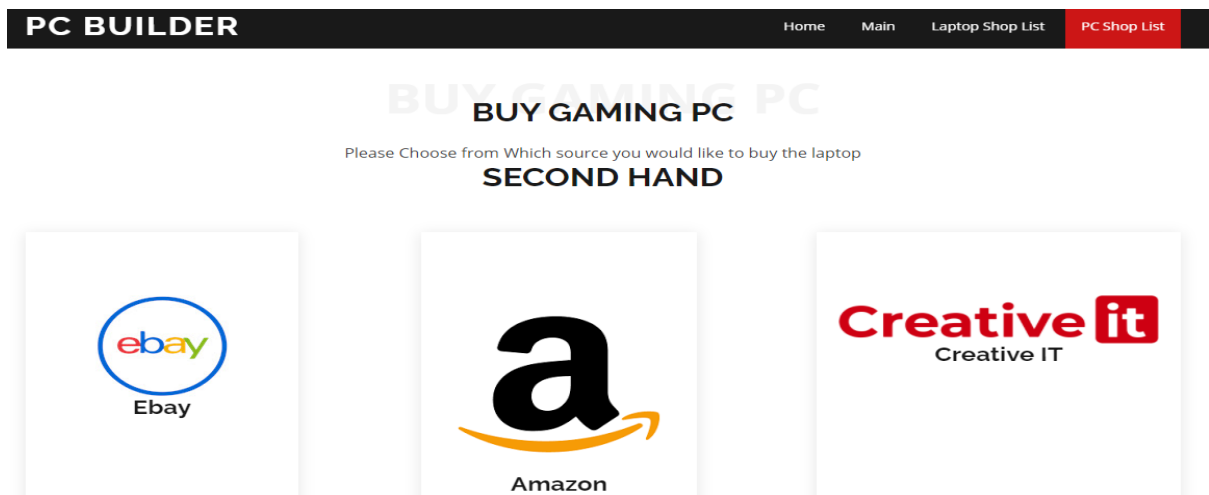 PC BUILDER Home Main Laptop Shop List PC Shop List
BUY GAMING PC
BUY GAMING PC
Please Choose from Which source you would like to buy the laptop
SECOND HAND
ebay
Ebay
a
Amazon
Creative it
Creative IT